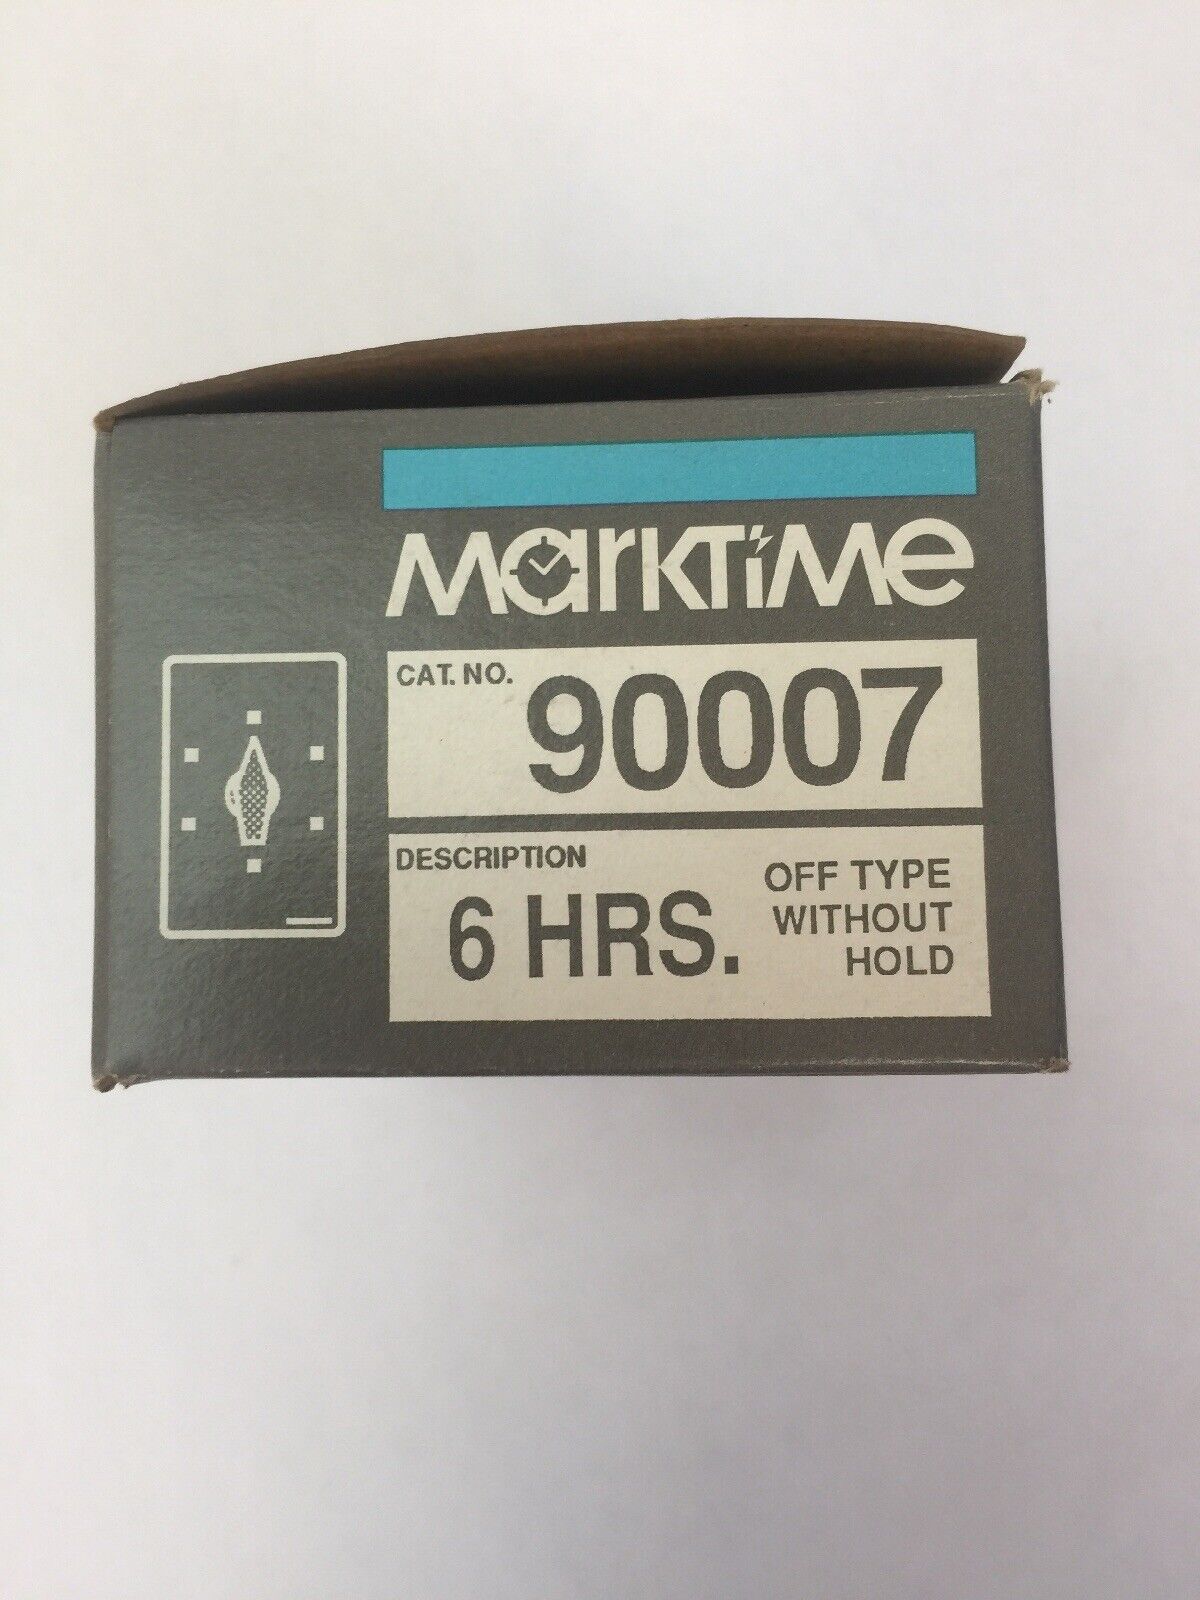 MarkTime
CAT. NO. 90007
DESCRIPTION
6 HRS.
OFF TYPE
WITHOUT
HOLD